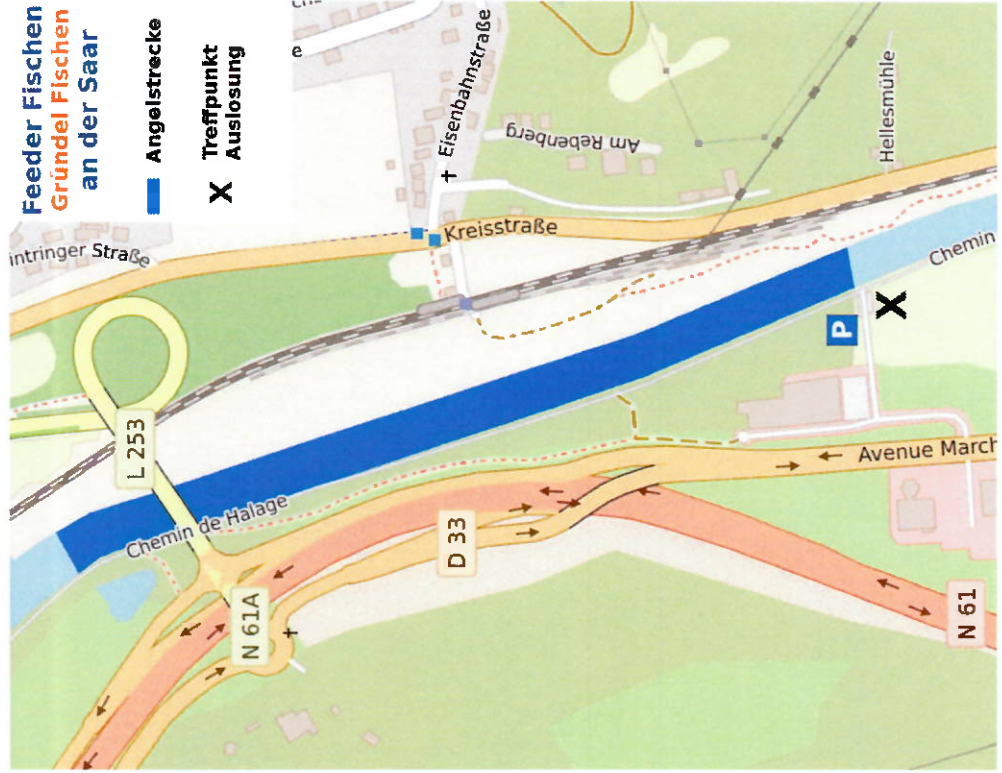 Feeder Fischen
Gründel Fischen
an der Saar
Angelstrecke
X Treffpunkt
Auslosung
intringer Straße
e
Eisenbahnstraße
Am Rebenberg
Hellesmühle
Kreisstraße
L 253
Chemin de Halage
Chemin
P
X
D 33
N 61A
Avenue March
N 61